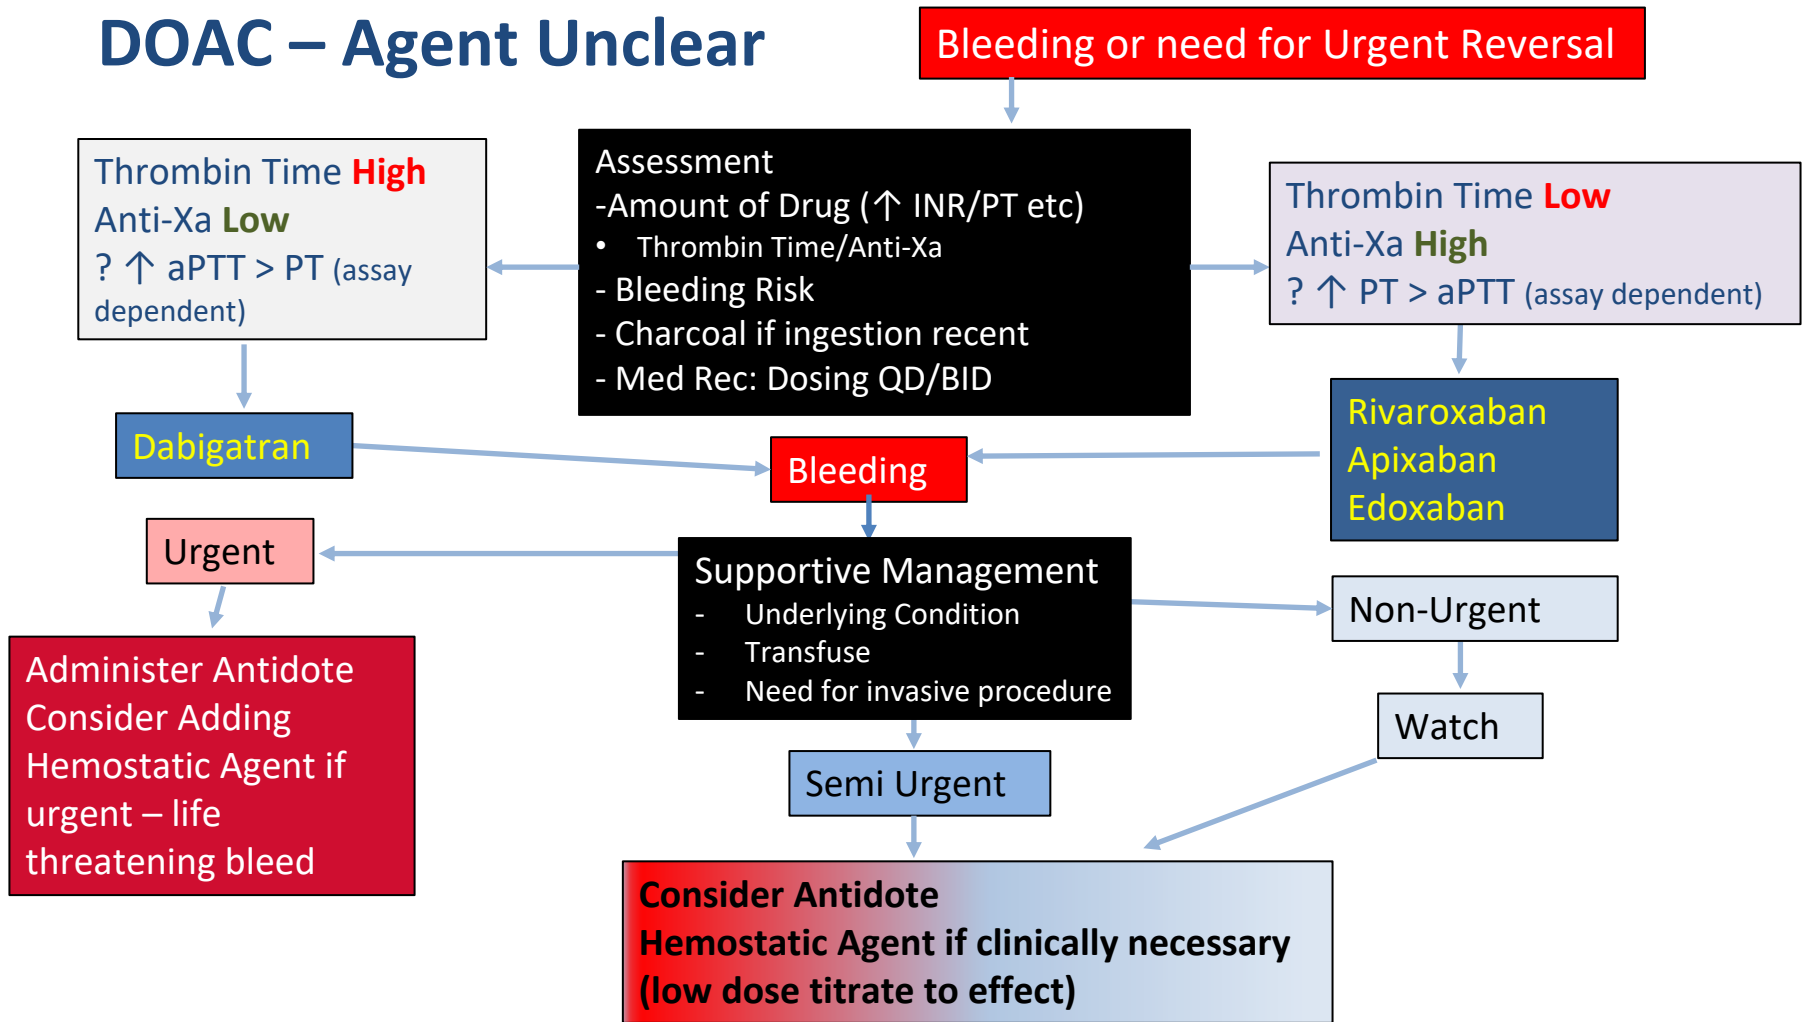 DOAC – Agent Unclear
Bleeding or need for Urgent Reversal
Assessment
-Amount of Drug (↑ INR/PT etc)
• Thrombin Time/Anti-Xa
- Bleeding Risk
- Charcoal if ingestion recent
- Med Rec: Dosing QD/BID
Thrombin Time High
Anti-Xa Low
? ↑ aPTT > PT (assay
dependent)
Thrombin Time Low
Anti-Xa High
? ↑ PT > aPTT (assay dependent)
Dabigatran
Rivaroxaban
Apixaban
Edoxaban
Bleeding
Supportive Management
- Underlying Condition
- Transfuse
- Need for invasive procedure
Urgent
Administer Antidote
Consider Adding
Hemostatic Agent if
urgent – life
threatening bleed
Non-Urgent
Watch
Semi Urgent
Consider Antidote
Hemostatic Agent if clinically necessary
(low dose titrate to effect)